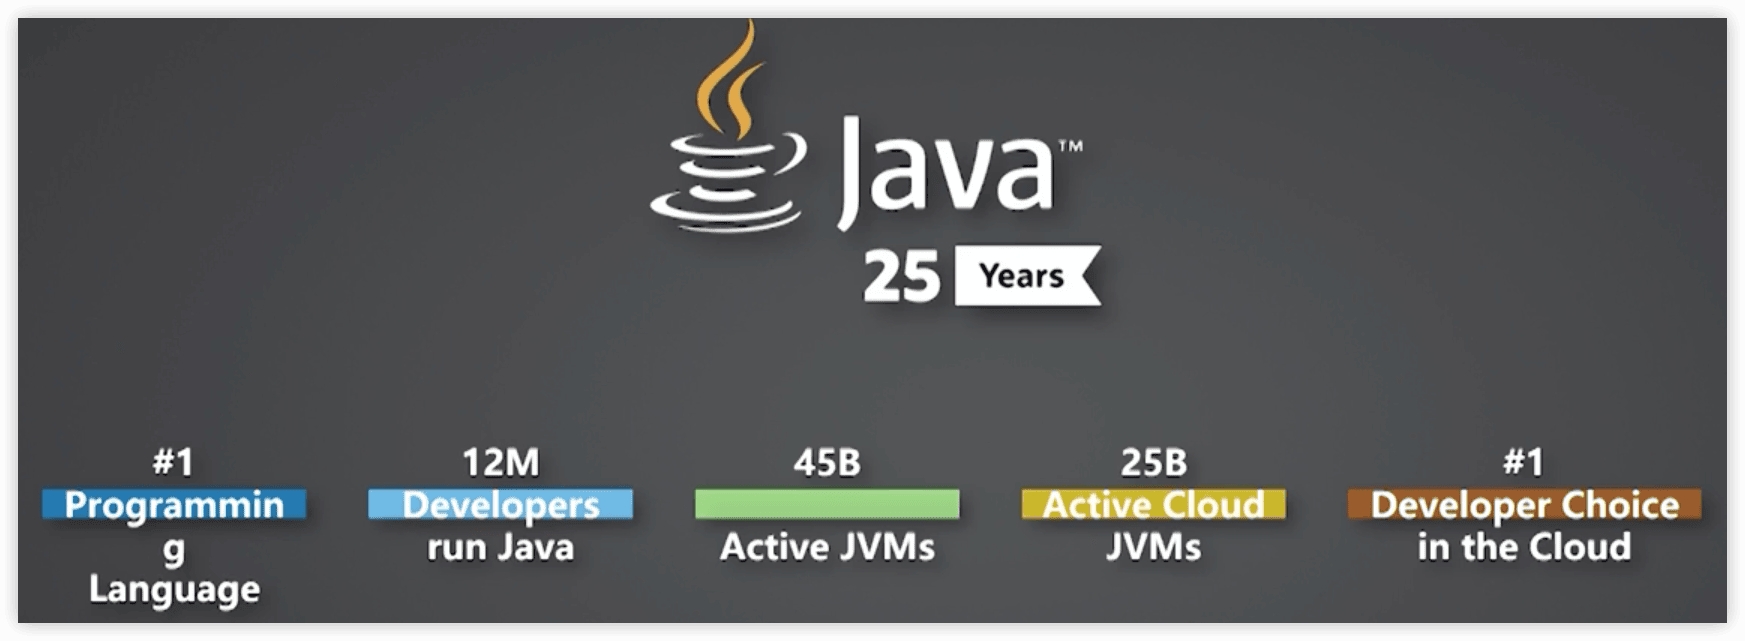 Java™
25 Years
#1
Programmin
g
Language
12M
Developers
run Java
45B
Active JVMs
25B
Active Cloud
JVMs
#1
Developer Choice
in the Cloud